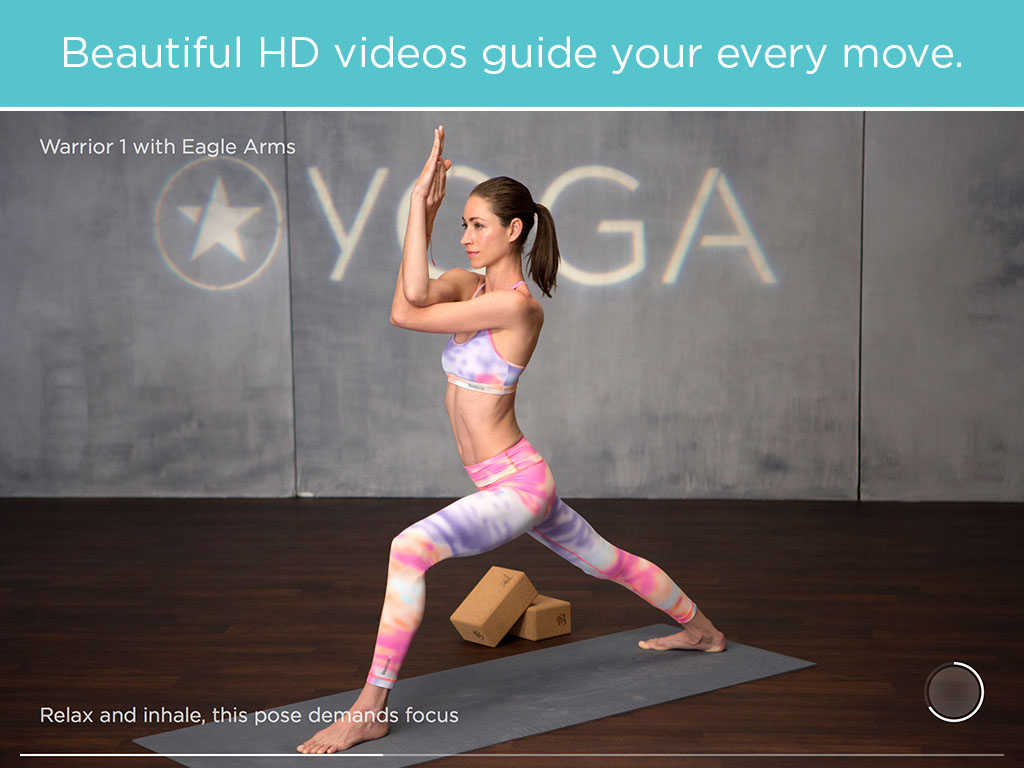 Beautiful HD videos guide your every move.
Warrior 1 with Eagle Arms
YOGA
Relax and inhale, this pose demands focus